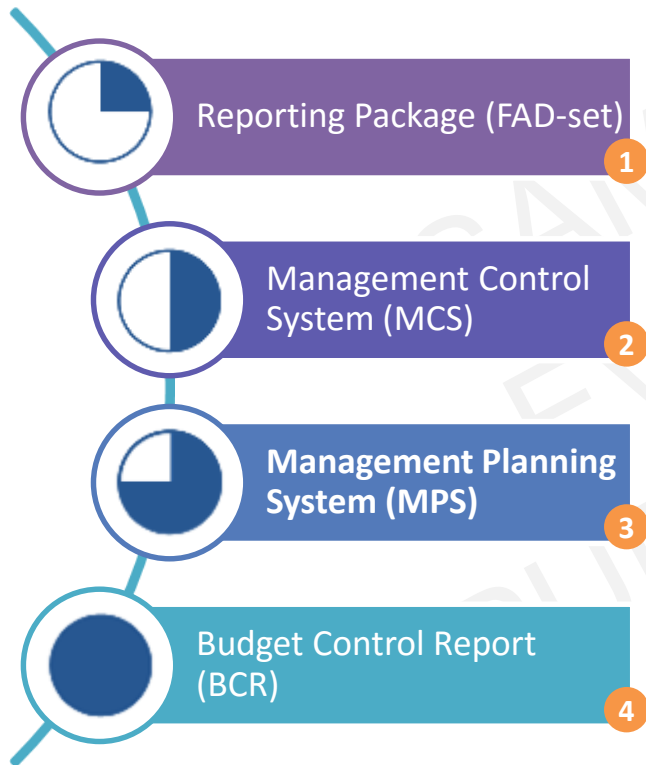 Reporting Package (FAD-set)
1
Management Control
System (MCS)
2
Management Planning
System (MPS)
3
Budget Control Report
(BCR)
4